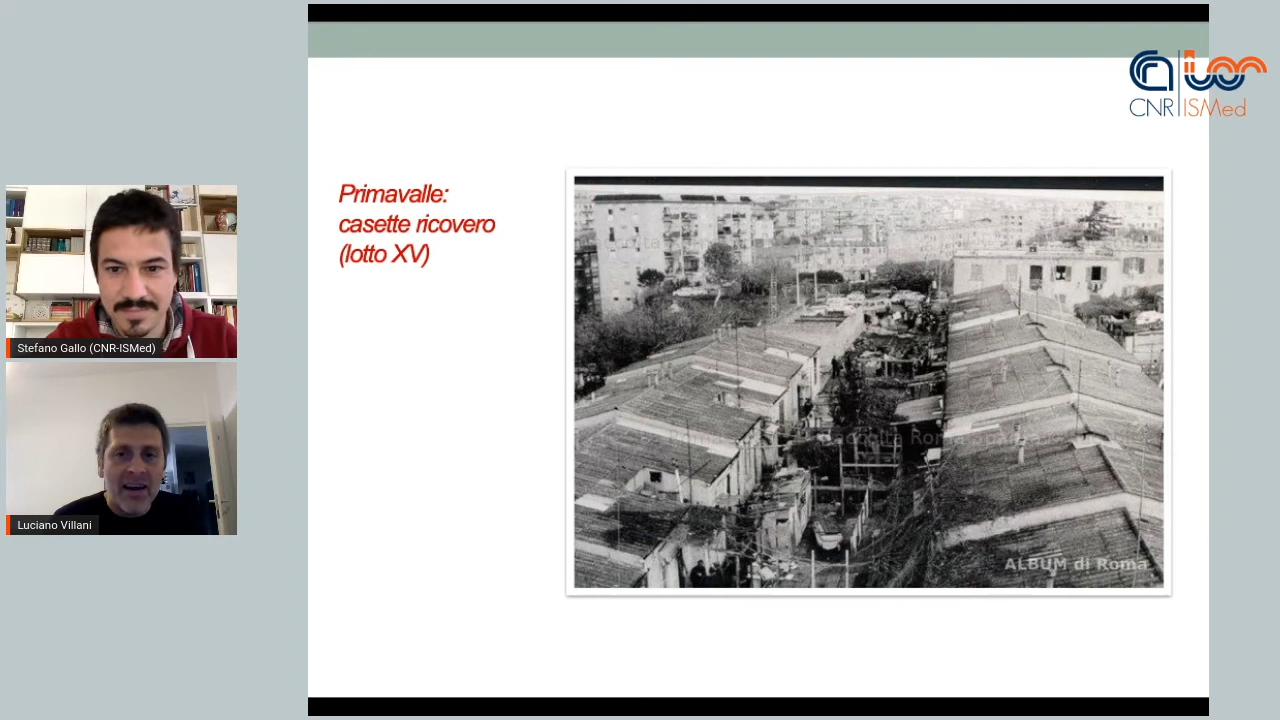 CNR ISMed
Primavalle:
casette ricovero
(lotto XV)
Stefano Gallo (CNR-ISMed)
Luciano Villani
ALBUM di Roma